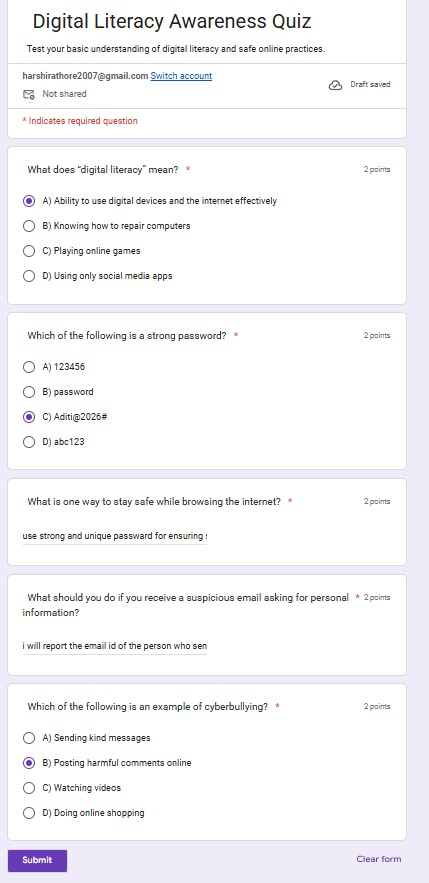 Digital Literacy Awareness Quiz
Test your basic understanding of digital literacy and safe online practices.
harshirathore2007@gmail.com Switch account
Draft saved
Not shared
* Indicates required question
What does “digital literacy” mean? * 2 points
A) Ability to use digital devices and the internet effectively
B) Knowing how to repair computers
C) Playing online games
D) Using only social media apps
Which of the following is a strong password? * 2 points
A) 123456
B) password
C) Aditi@2026#
D) abc123
What is one way to stay safe while browsing the internet? * 2 points
use strong and unique passward for ensuring
What should you do if you receive a suspicious email asking for personal * 2 points
information?
i will report the email id of the person who sen
Which of the following is an example of cyberbullying? * 2 points
A) Sending kind messages
B) Posting harmful comments online
C) Watching videos
D) Doing online shopping
Submit
Clear form